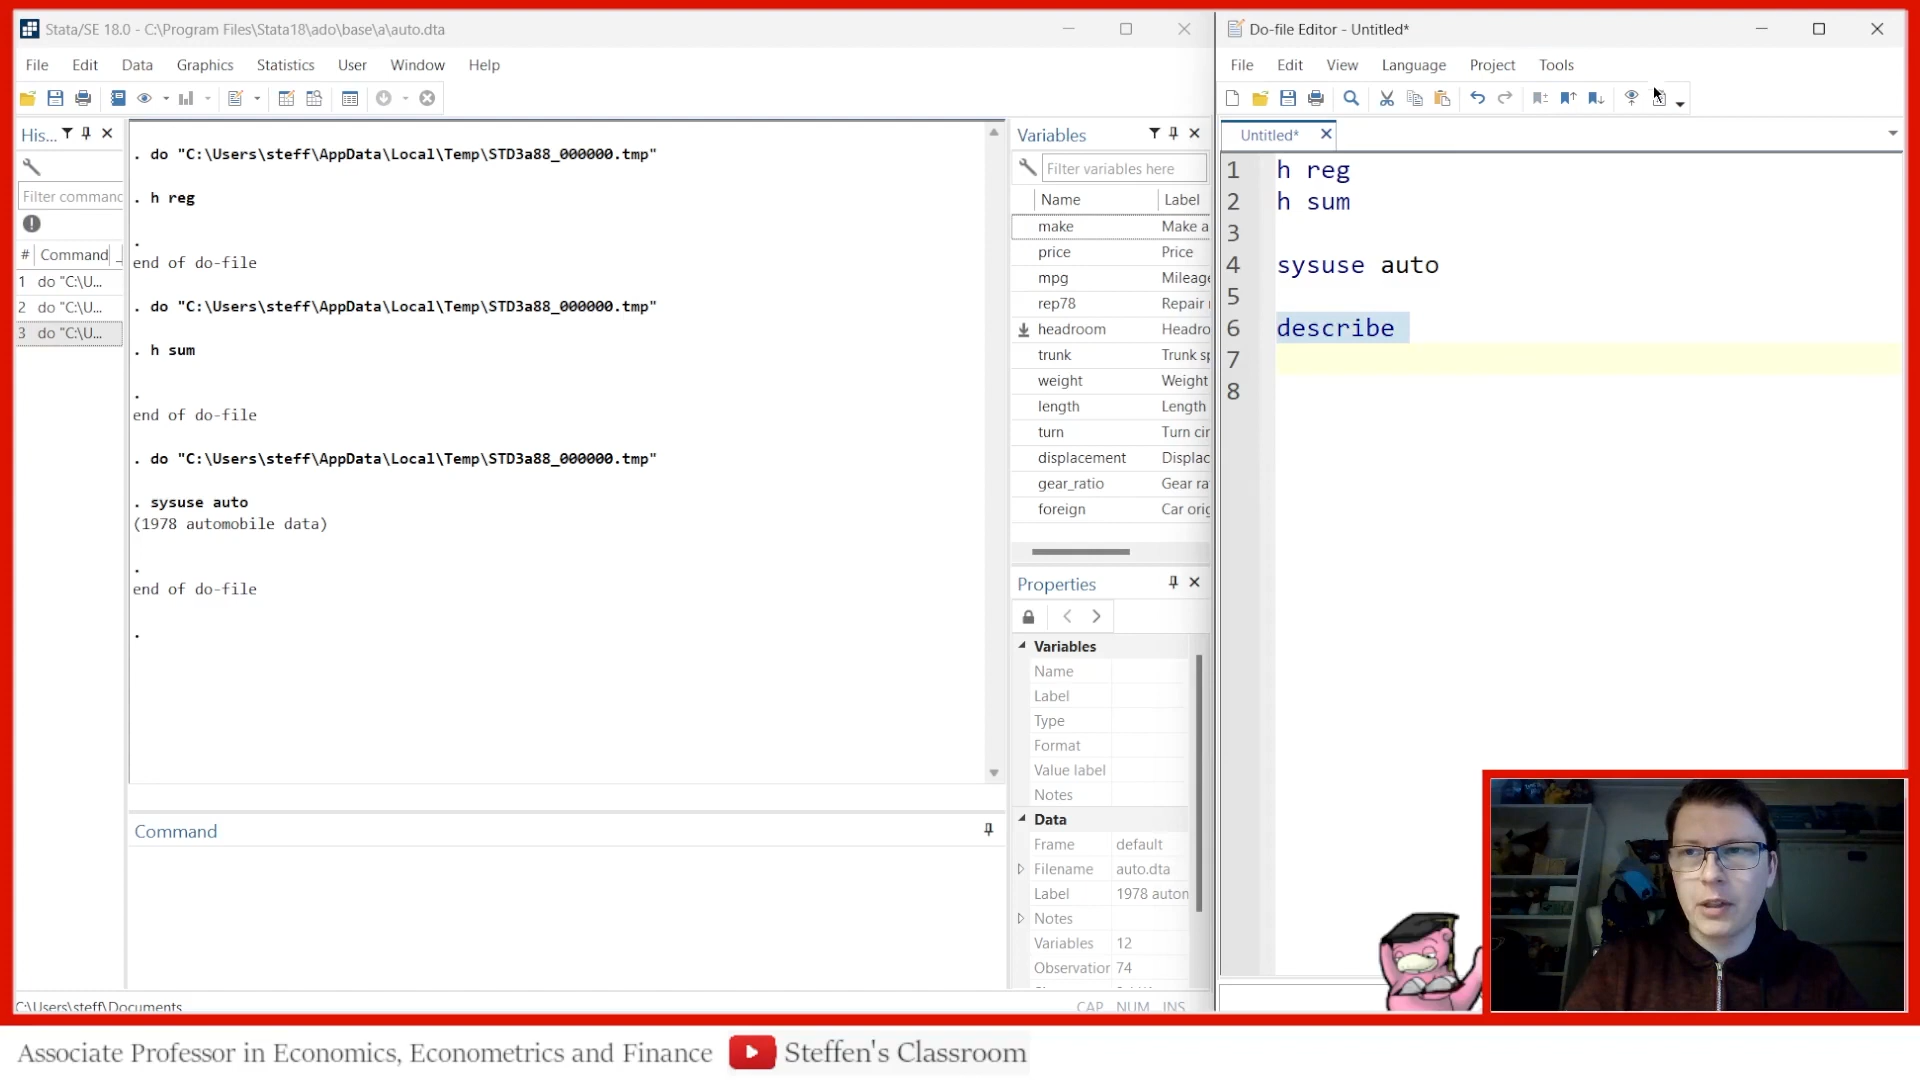 Stata/SE 18.0 - C:\Program Files\Stata18\ado\base\a\auto.dta
File Edit Data Graphics Statistics User Window Help
His...
Filter command
# Command
1 do "C:\U...
2 do "C:\U...
3 do "C:\U...
. do "C:\Users\steff\AppData\Local\Temp\STD3a88_000000.tmp"
. h reg
.
end of do-file
. do "C:\Users\steff\AppData\Local\Temp\STD3a88_000000.tmp"
. h sum
.
end of do-file
. do "C:\Users\steff\AppData\Local\Temp\STD3a88_000000.tmp"
. sysuse auto
(1978 automobile data)
.
end of do-file
.
Command
C:\Users\steff\Documents
CAP NUM INS
Variables
Filter variables here
Name Label
make Make a
price Price
mpg Mileag
rep78 Repair
headroom Headro
trunk Trunk sp
weight Weight
length Length
turn Turn cir
displacement Displac
gear_ratio Gear ra
foreign Car orig
Properties
Variables
Name
Label
Type
Format
Value label
Notes
Data
Frame default
Filename auto.dta
Label 1978 auton
Notes
Variables 12
Observatior 74
Do-file Editor - Untitled*
File Edit View Language Project Tools
Untitled*
1 h reg
2 h sum
3
4 sysuse auto
5
6 describe
7
8
Associate Professor in Economics, Econometrics and Finance
Steffen's Classroom